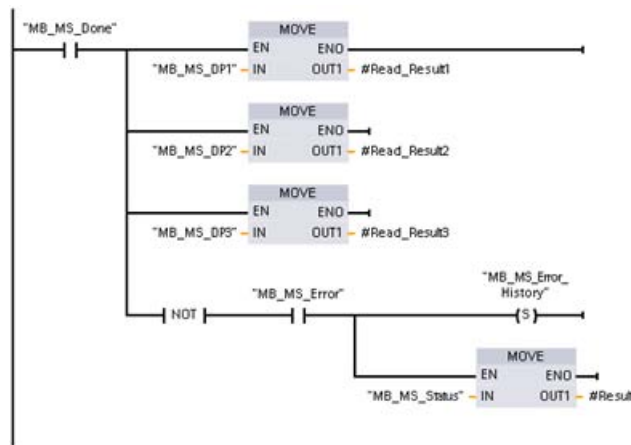 "MB_MS_Done"
MOVE
EN ENO
"MB_MS_DP1" IN OUT1 #Read_Result1
MOVE
EN ENO
"MB_MS_DP2" IN OUT1 #Read_Result2
MOVE
EN ENO
"MB_MS_DP3" IN OUT1 #Read_Result3
"MB_MS_Error_
History"
"MB_MS_Error"
NOT
S
MOVE
EN ENO
"MB_MS_Status" IN OUT1 #Result